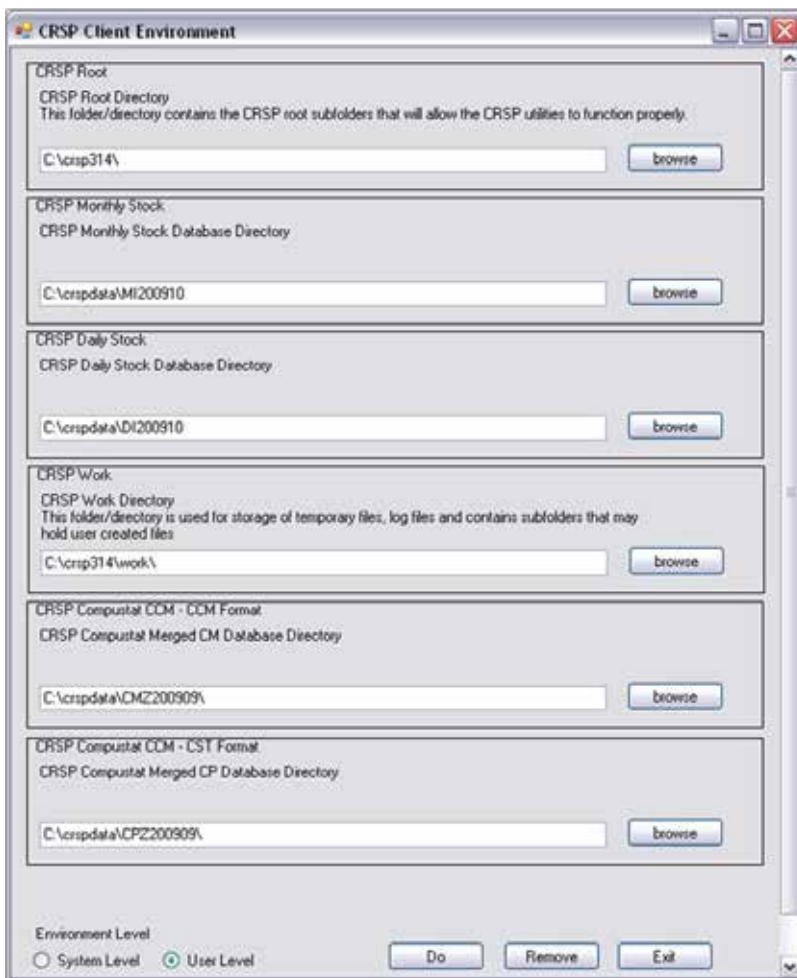 CRSP Client Environment
CRSP Root
CRSP Root Directory
This folder/directory contains the CRSP root subfolders that will allow the CRSP utilities to function properly.
C:\crsp314\
browse
CRSP Monthly Stock
CRSP Monthly Stock Database Directory
C:\crspdata\MI200910
browse
CRSP Daily Stock
CRSP Daily Stock Database Directory
C:\crspdata\DI200910
browse
CRSP Work
CRSP Work Directory
This folder/directory is used for storage of temporary files, log files and contains subfolders that may
hold user created files
C:\crsp314\work\
browse
CRSP Compustat CCM - CCM Format
CRSP Compustat Merged CM Database Directory
C:\crspdata\CMZ200909\
browse
CRSP Compustat CCM - CST Format
CRSP Compustat Merged CP Database Directory
C:\crspdata\CPZ200909\
browse
Environment Level
System Level User Level Do Remove Exit